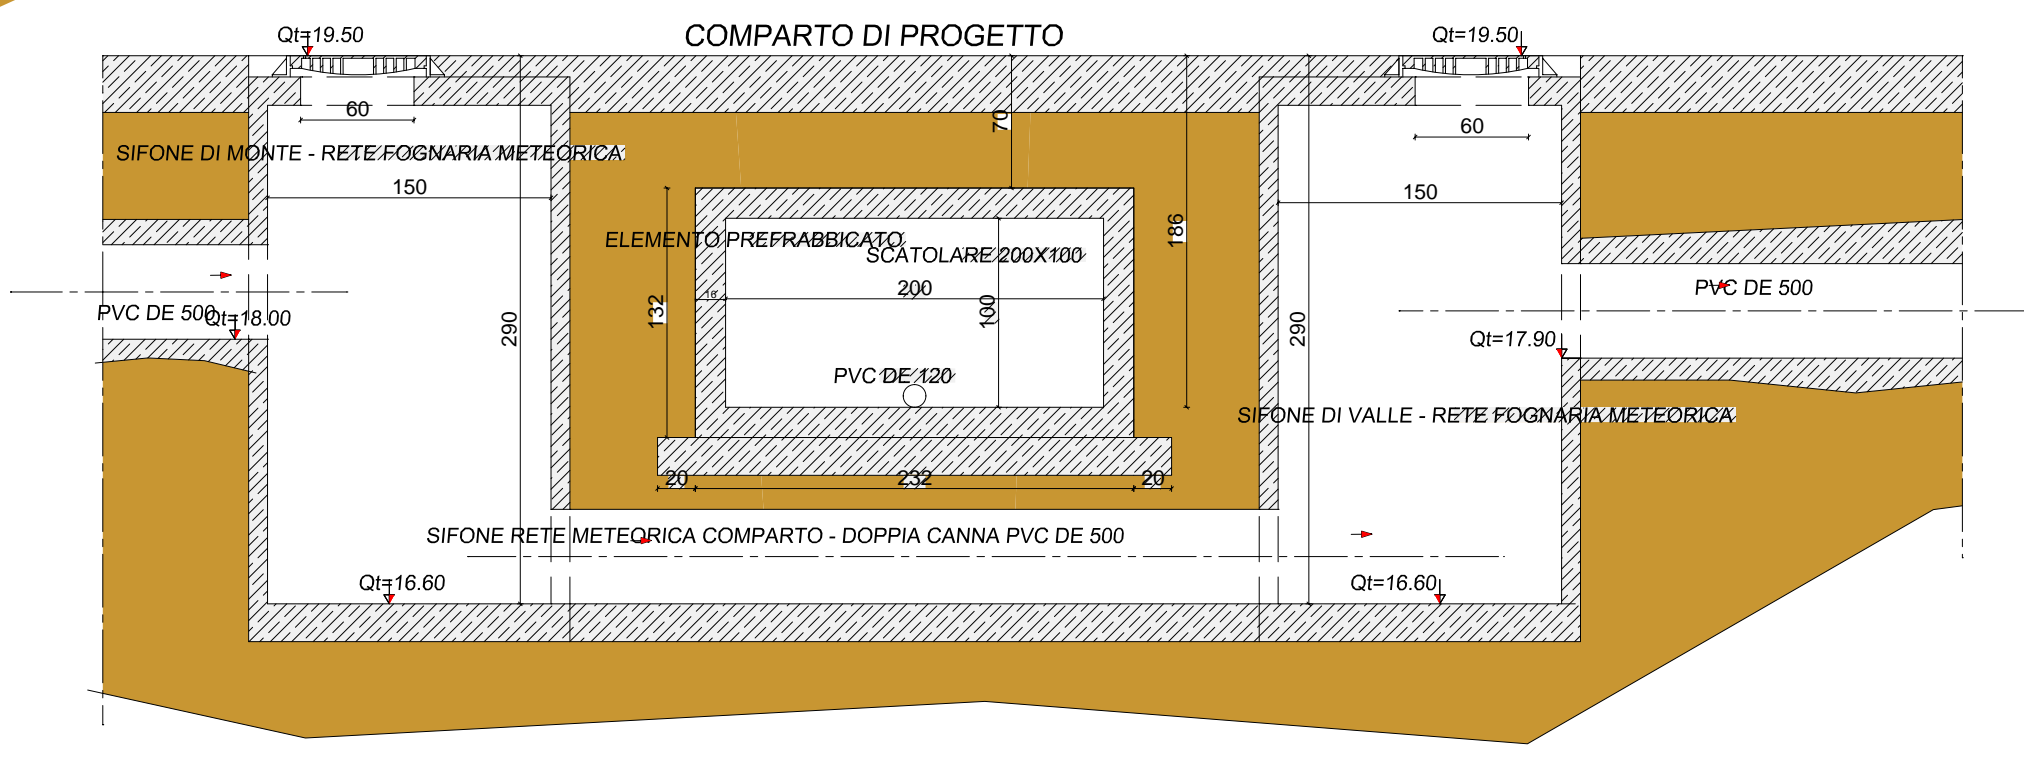 COMPARTO DI PROGETTO
Qt=19.50
Qt=19.50
60
70
60
SIFONE DI MONTE - RETE FOGNARIA METEORICA
150
150
186
ELEMENTO PREFRABBICATO
SCATOLARE 200X100
PVC DE 500
Qt=18.00
290
132
16
200
100
290
PVC DE 500
Qt=17.90
PVC DE 120
SIFONE DI VALLE - RETE FOGNARIA METEORICA
20
232
20
SIFONE RETE METEORICA COMPARTO - DOPPIA CANNA PVC DE 500
Qt=16.60
Qt=16.60